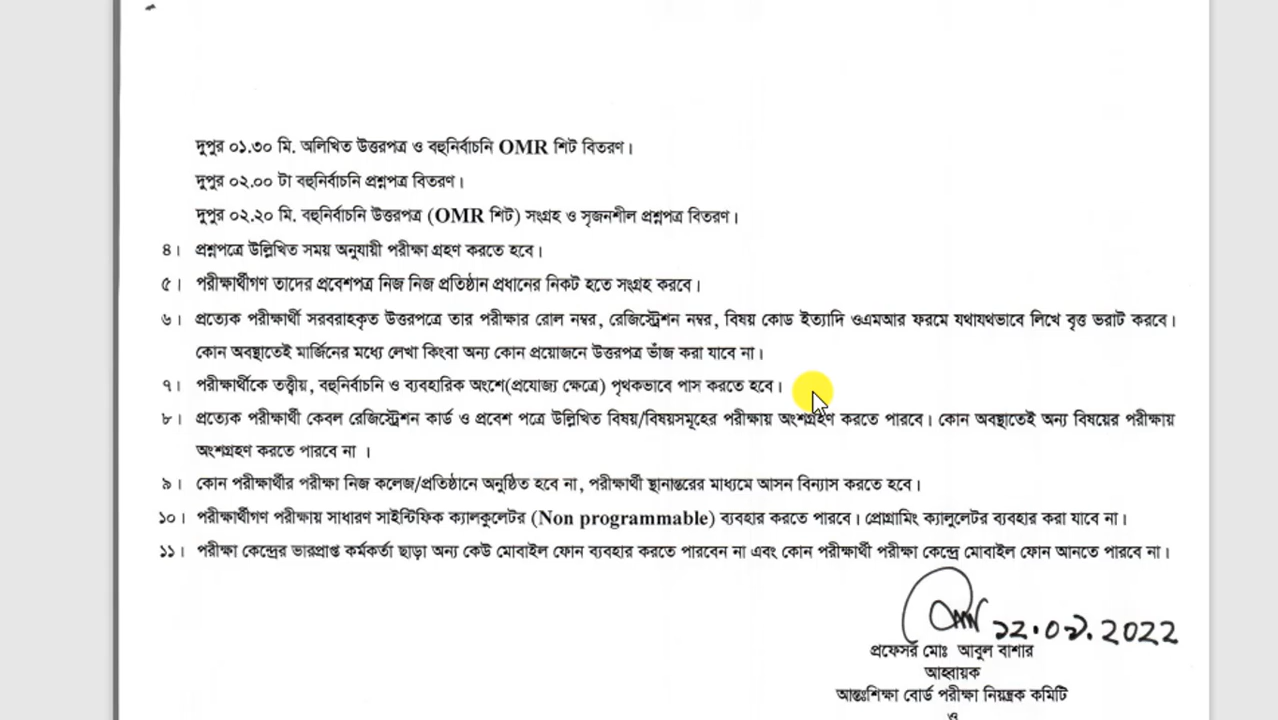 দুপুর ০১.৩০ মি. অলিখিত উত্তরপত্র ও বহুনির্বাচনি OMR শিট বিতরণ।
দুপুর ০২.০০ টা বহুনির্বাচনি প্রশ্নপত্র বিতরণ।
দুপুর ০২.২০ মি. বহুনির্বাচনি উত্তরপত্র (OMR শিট) সংগ্রহ ও সৃজনশীল প্রশ্নপত্র বিতরণ।
৪। প্রশ্নপত্রে উল্লিখিত সময় অনুযায়ী পরীক্ষা গ্রহণ করতে হবে।
৫। পরীক্ষার্থীগণ তাদের প্রবেশপত্র নিজ নিজ প্রতিষ্ঠান প্রধানের নিকট হতে সংগ্রহ করবে।
৬। প্রত্যেক পরীক্ষার্থী সরবরাহকৃত উত্তরপত্রে তার পরীক্ষার রোল নম্বর, রেজিস্ট্রেশন নম্বর, বিষয় কোড ইত্যাদি ওএমআর ফরমে যথাযথভাবে লিখে বৃত্ত ভরাট করবে।
কোন অবস্থাতেই মার্জিনের মধ্যে লেখা কিংবা অন্য কোন প্রয়োজনে উত্তরপত্র ভাঁজ করা যাবে না।
৭। পরীক্ষার্থীকে তত্ত্বীয়, বহুনির্বাচনি ও ব্যবহারিক অংশে(প্রযোজ্য ক্ষেত্রে) পৃথকভাবে পাস করতে হবে।
৮। প্রত্যেক পরীক্ষার্থী কেবল রেজিস্ট্রেশন কার্ড ও প্রবেশ পত্রে উল্লিখিত বিষয়/বিষয়সমূহের পরীক্ষায় অংশগ্রহণ করতে পারবে। কোন অবস্থাতেই অন্য বিষয়ের পরীক্ষায়
অংশগ্রহণ করতে পারবে না ।
৯। কোন পরীক্ষার্থীর পরীক্ষা নিজ কলেজ/প্রতিষ্ঠানে অনুষ্ঠিত হবে না, পরীক্ষার্থী স্থানান্তরের মাধ্যমে আসন বিন্যাস করতে হবে।
১০। পরীক্ষার্থীগণ পরীক্ষায় সাধারণ সাইন্টিফিক ক্যালকুলেটর (Non programmable) ব্যবহার করতে পারবে। প্রোগ্রামিং ক্যালুলেটর ব্যবহার করা যাবে না।
১১। পরীক্ষা কেন্দ্রের ভারপ্রাপ্ত কর্মকর্তা ছাড়া অন্য কেউ মোবাইল ফোন ব্যবহার করতে পারবেন না এবং কোন পরীক্ষার্থী পরীক্ষা কেন্দ্রে মোবাইল ফোন আনতে পারবে না।
১২.০৯.2022
প্রফেসর মোঃ আবুল বাশার
আহ্বায়ক
আন্তঃশিক্ষা বোর্ড পরীক্ষা নিয়ন্ত্রক কমিটি
ও